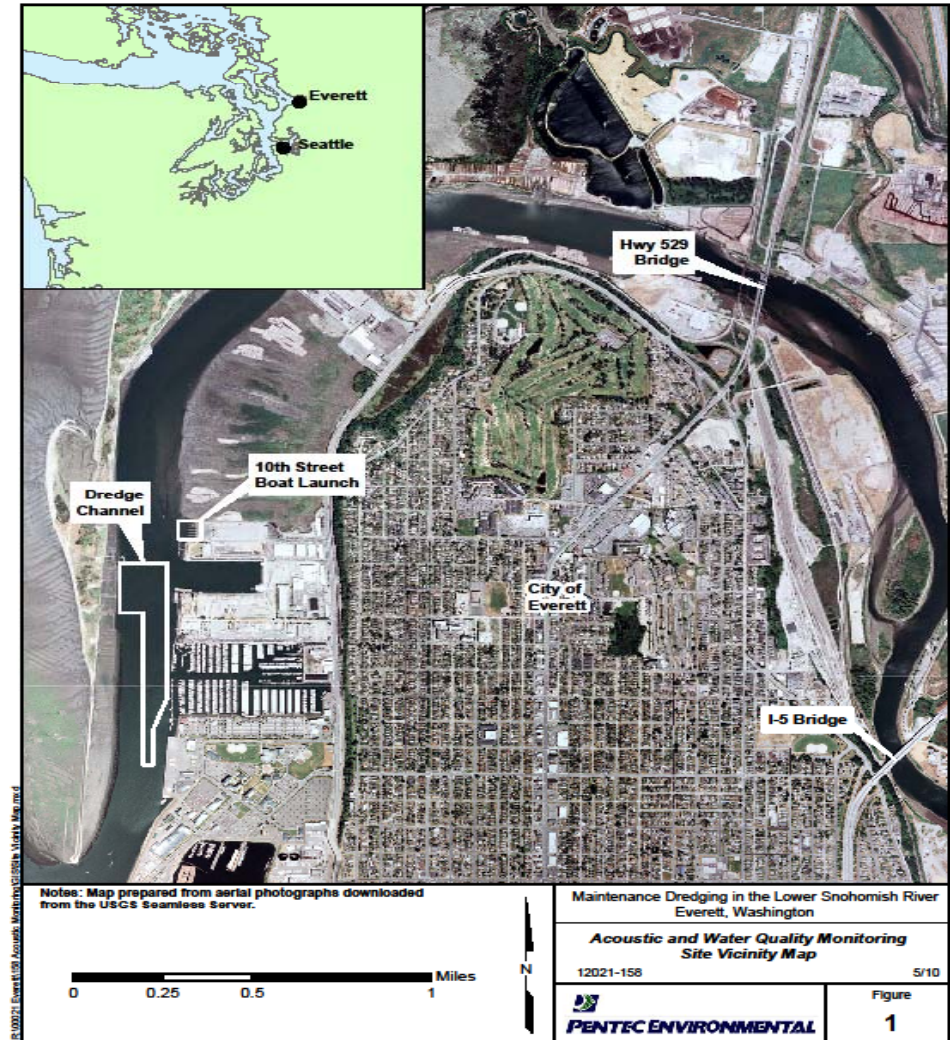 Everett
Seattle
Hwy 529
Bridge
10th Street
Boat Launch
Dredge
Channel
City of
Everett
I-5 Bridge
Notes: Map prepared from aerial photographs downloaded
from the USGS Seamless Server.
Miles
0 0.25 0.5 1
N
Maintenance Dredging in the Lower Snohomish River
Everett, Washington
Acoustic and Water Quality Monitoring
Site Vicinity Map
12021-158 5/10
PENTEC ENVIRONMENTAL
Figure
1